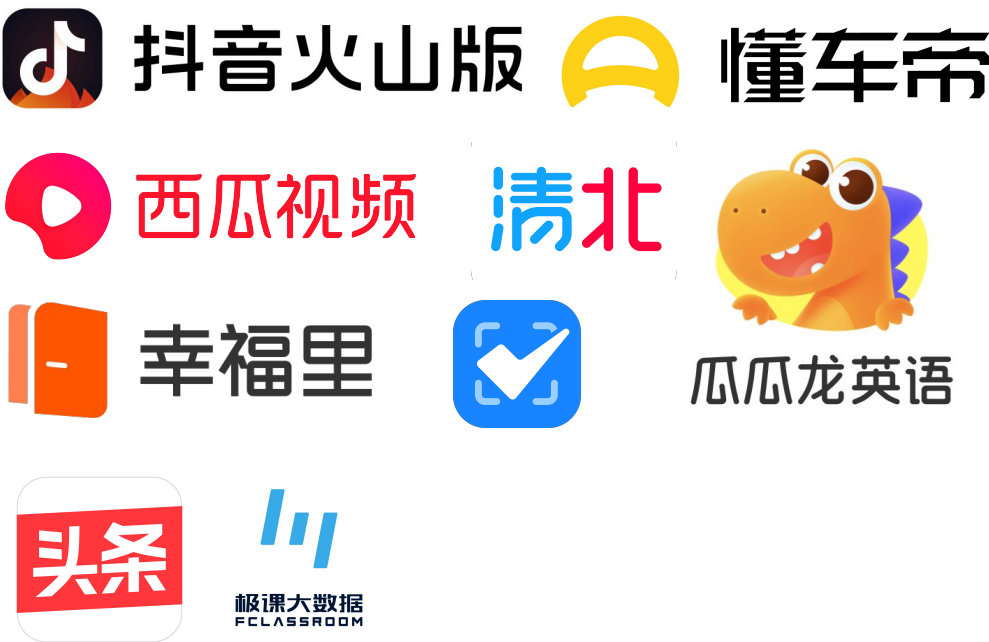 抖音火山版
懂车帝
西瓜视频
清北
瓜瓜龙英语
幸福里
头条
极课大数据
FCLASSROOM